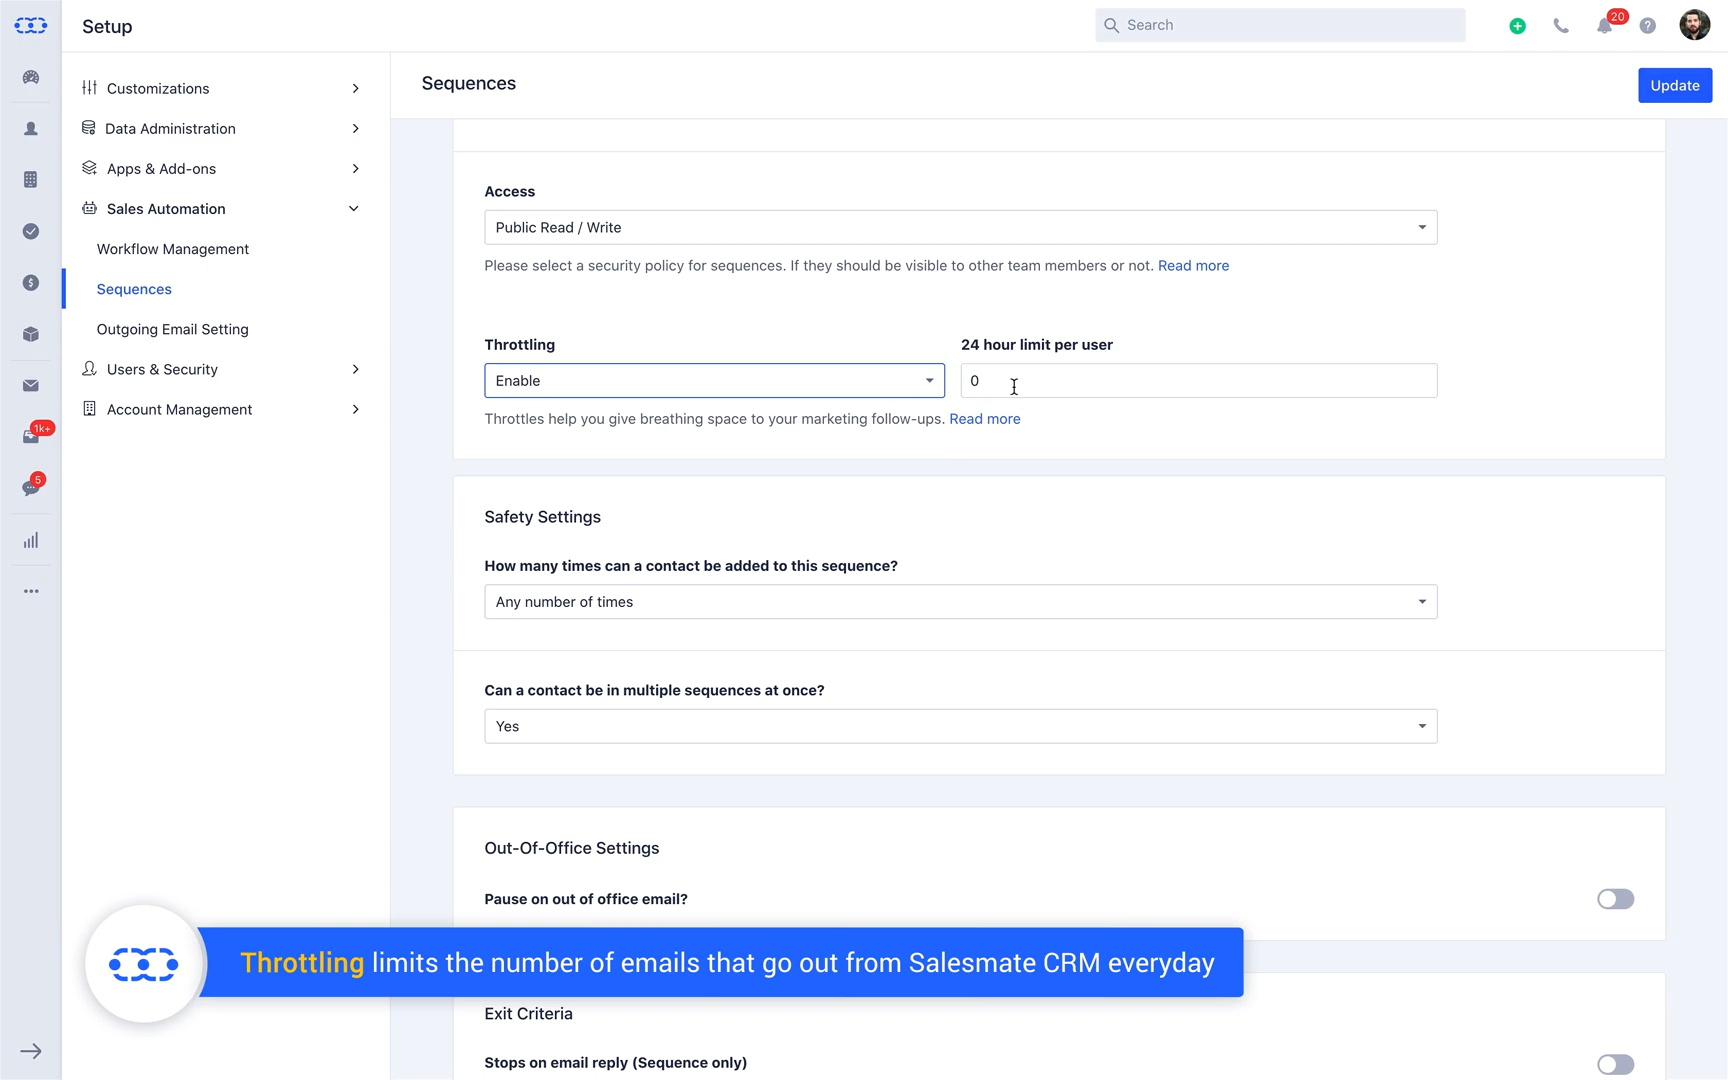 Setup
Search
20
Customizations
Data Administration
Apps & Add-ons
Sales Automation
Workflow Management
Sequences
Outgoing Email Setting
Users & Security
Account Management
1k+
5
Sequences
Update
Access
Public Read / Write
Please select a security policy for sequences. If they should be visible to other team members or not. Read more
Throttling
24 hour limit per user
Enable
0
Throttles help you give breathing space to your marketing follow-ups. Read more
Safety Settings
How many times can a contact be added to this sequence?
Any number of times
Can a contact be in multiple sequences at once?
Yes
Out-Of-Office Settings
Pause on out of office email?
Throttling limits the number of emails that go out from Salesmate CRM everyday
Exit Criteria
Stops on email reply (Sequence only)